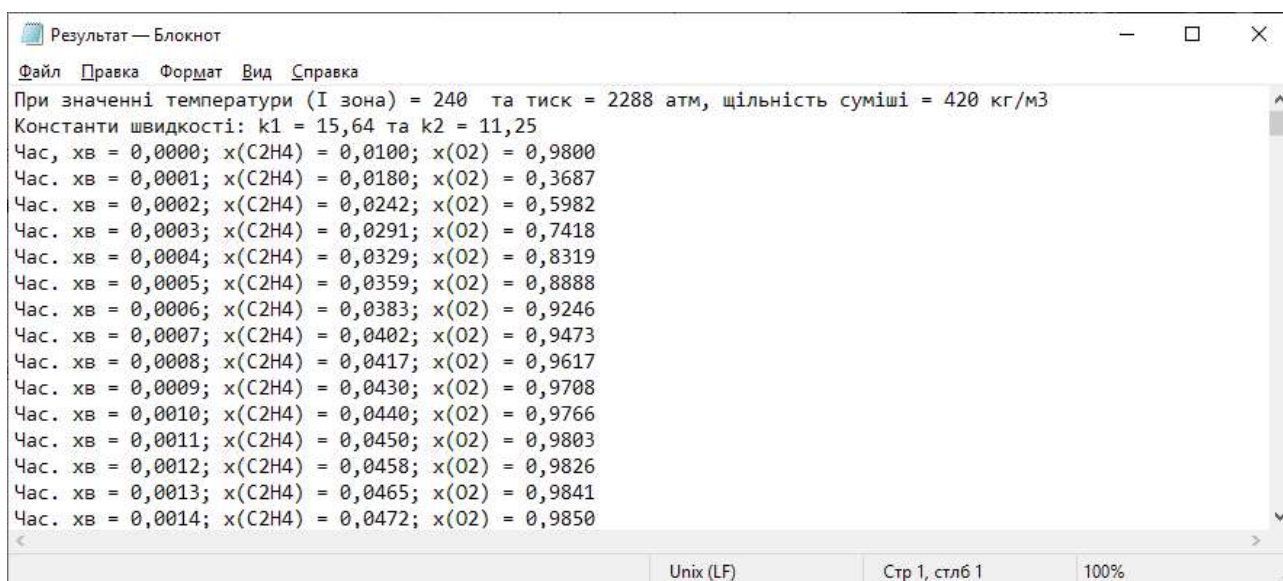 Результат — Блокнот
Файл Правка Формат Вид Справка
При значенні температури (I зона) = 240 та тиск = 2288 атм, щільність суміші = 420 кг/м3
Константи швидкості: k1 = 15,64 та k2 = 11,25
Час, хв = 0,0000; x(C2H4) = 0,0100; x(O2) = 0,9800
Час. хв = 0,0001; x(C2H4) = 0,0180; x(O2) = 0,3687
Час. хв = 0,0002; x(C2H4) = 0,0242; x(O2) = 0,5982
Час. хв = 0,0003; x(C2H4) = 0,0291; x(O2) = 0,7418
Час. хв = 0,0004; x(C2H4) = 0,0329; x(O2) = 0,8319
Час. хв = 0,0005; x(C2H4) = 0,0359; x(O2) = 0,8888
Час. хв = 0,0006; x(C2H4) = 0,0383; x(O2) = 0,9246
Час. хв = 0,0007; x(C2H4) = 0,0402; x(O2) = 0,9473
Час. хв = 0,0008; x(C2H4) = 0,0417; x(O2) = 0,9617
Час. хв = 0,0009; x(C2H4) = 0,0430; x(O2) = 0,9708
Час. хв = 0,0010; x(C2H4) = 0,0440; x(O2) = 0,9766
Час. хв = 0,0011; x(C2H4) = 0,0450; x(O2) = 0,9803
Час. хв = 0,0012; x(C2H4) = 0,0458; x(O2) = 0,9826
Час. хв = 0,0013; x(C2H4) = 0,0465; x(O2) = 0,9841
Час. хв = 0,0014; x(C2H4) = 0,0472; x(O2) = 0,9850
Unix (LF) Стр 1, стлб 1 100%